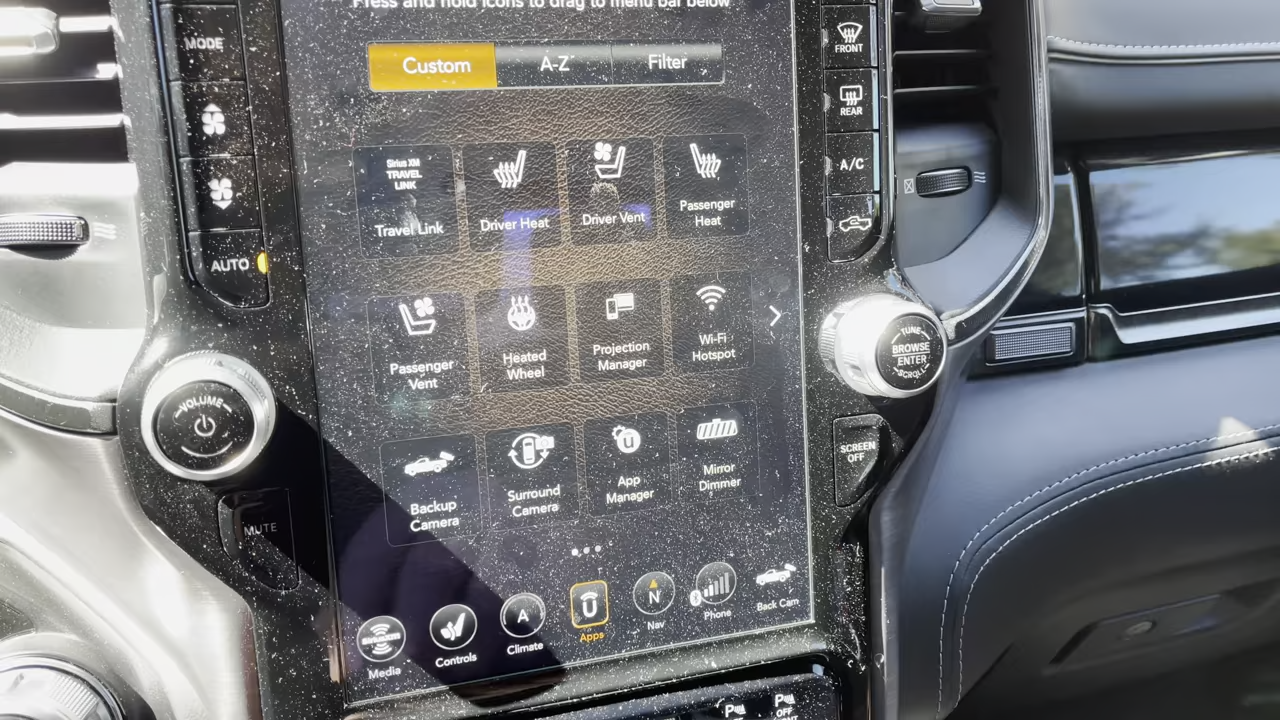 Press and hold icons to drag to menu bar below
MODE
AUTO
VOLUME
MUTE
Custom
A-Z
Filter
Sirius XM
TRAVEL
LINK
Travel Link
Driver Heat
Driver Vent
Passenger
Heat
Passenger
Vent
Heated
Wheel
Projection
Manager
Wi-Fi
Hotspot
Backup
Camera
Surround
Camera
App
Manager
Mirror
Dimmer
SiriusXM
Media
Controls
A
Climate
Apps
N
Nav
Phone
Back Cam
FRONT
REAR
A/C
TUNE
BROWSE
ENTER
SCROLL
SCREEN
OFF
P
P
OFF